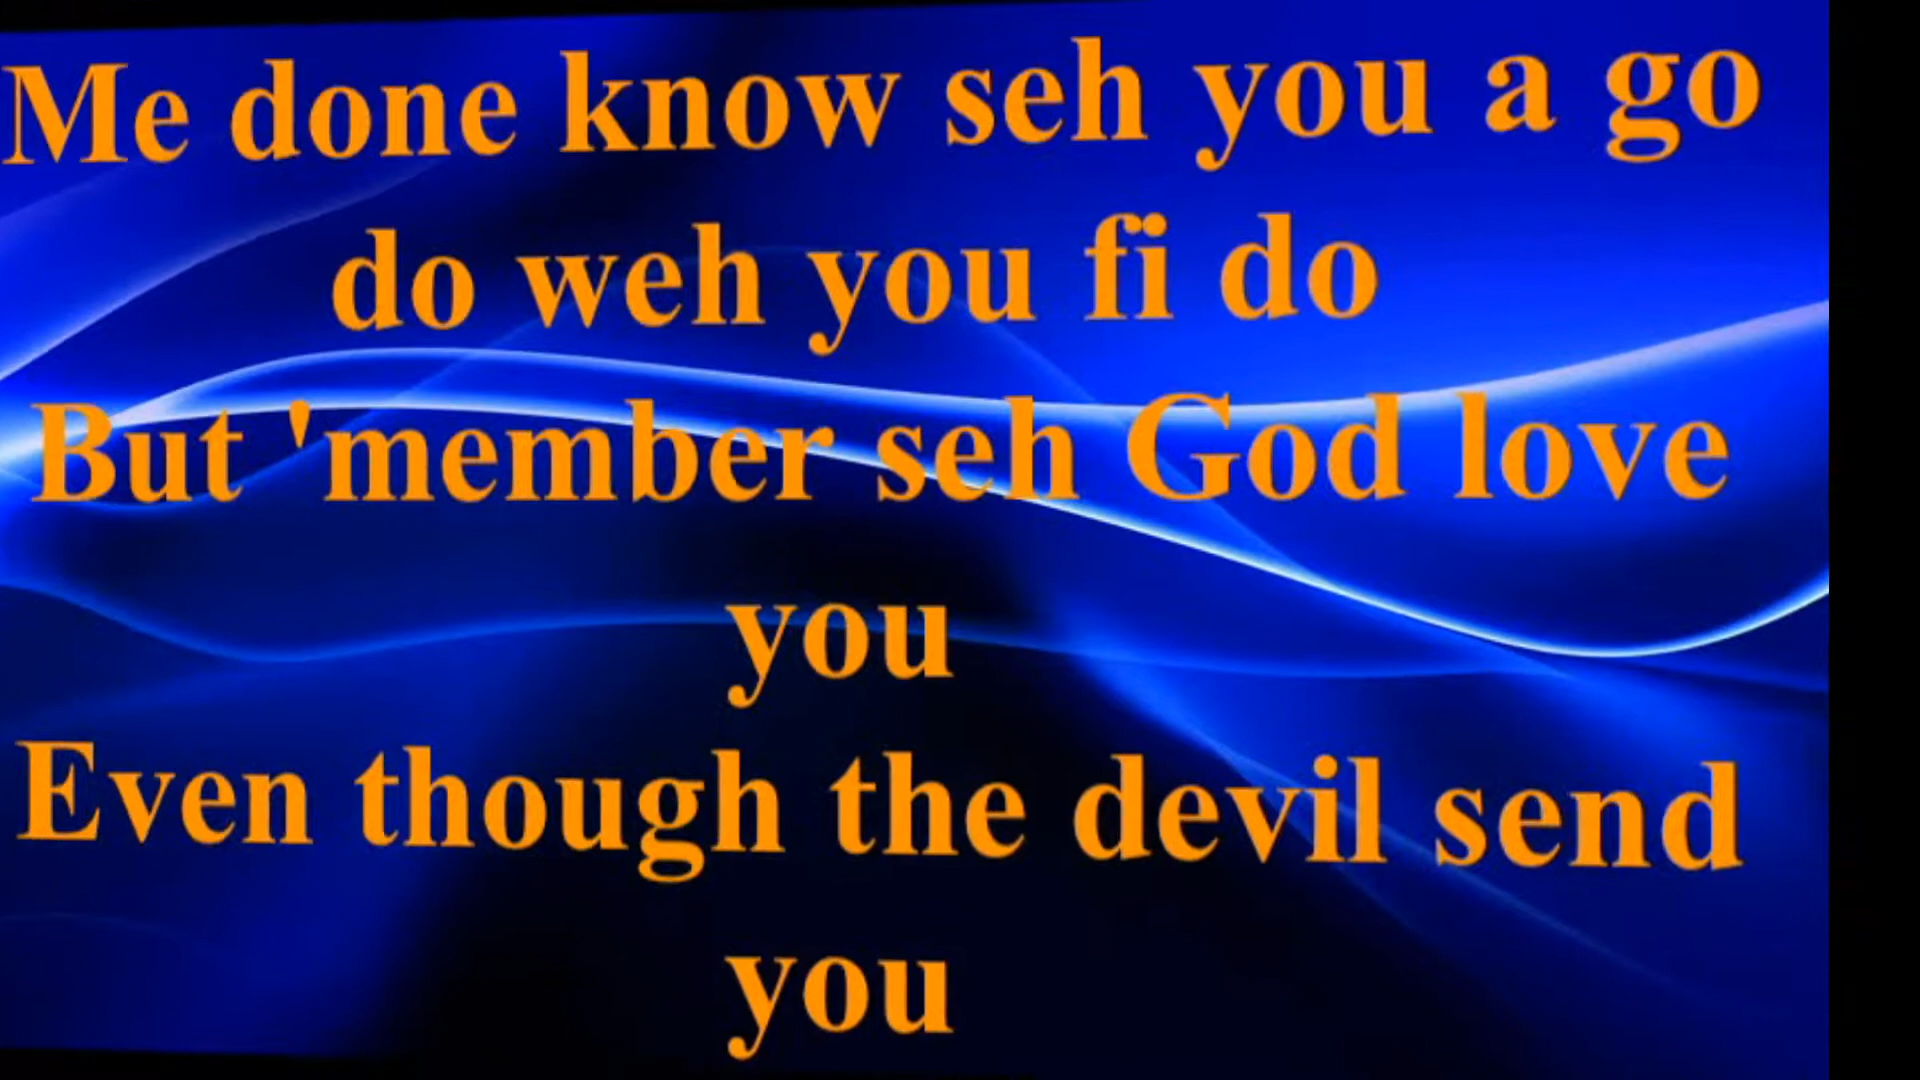 Me done know seh you a go
do weh you fi do
But 'member seh God love
you
Even though the devil send
you